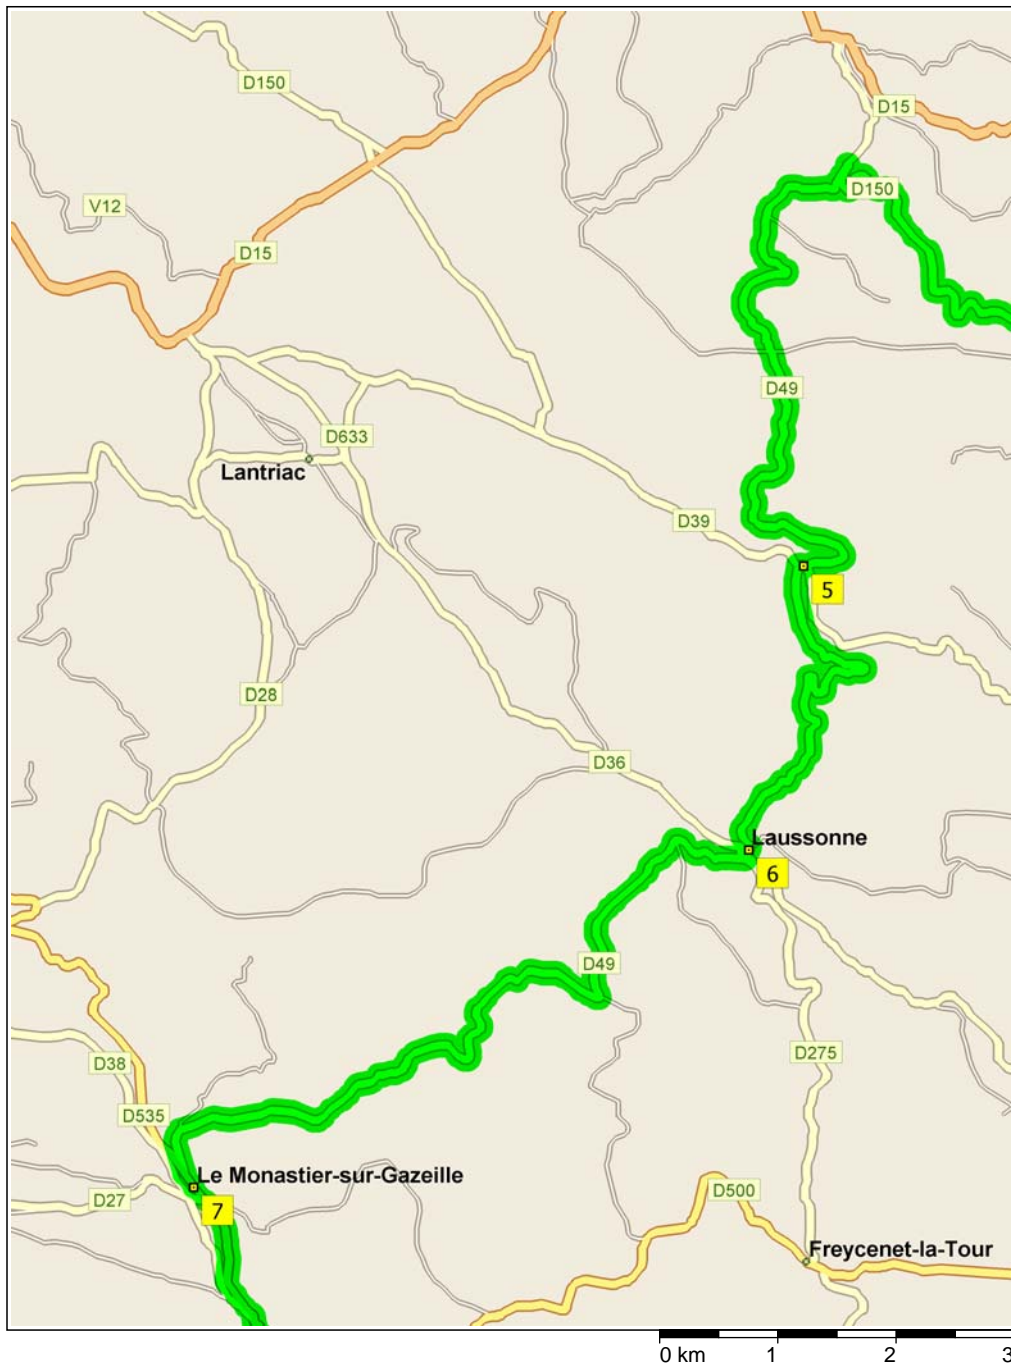 D150
D15
D150
V12
D15
D49
D633
Lantriac
D39
5
D28
D36
Laussonne
6
D49
D275
D38
D535
Le Monastier-sur-Gazeille
D500
D27
7
Freycenet-la-Tour
0 km 1 2 3